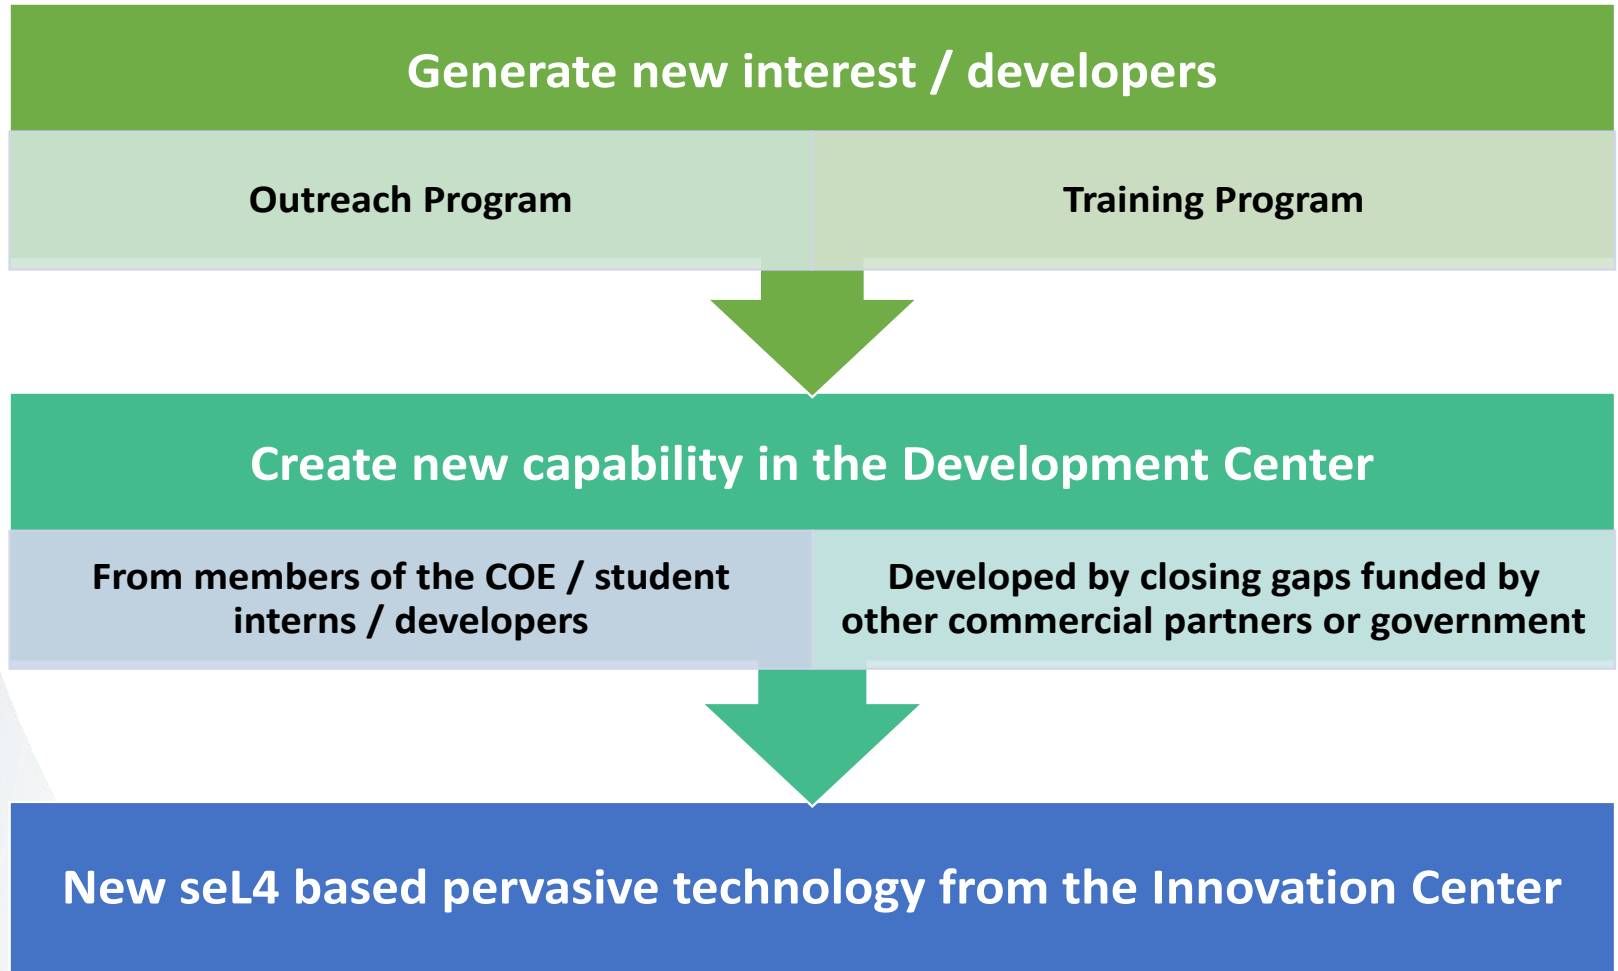 Generate new interest / developers
Outreach Program
Training Program
Create new capability in the Development Center
From members of the COE / student
interns / developers
Developed by closing gaps funded by
other commercial partners or government
New seL4 based pervasive technology from the Innovation Center